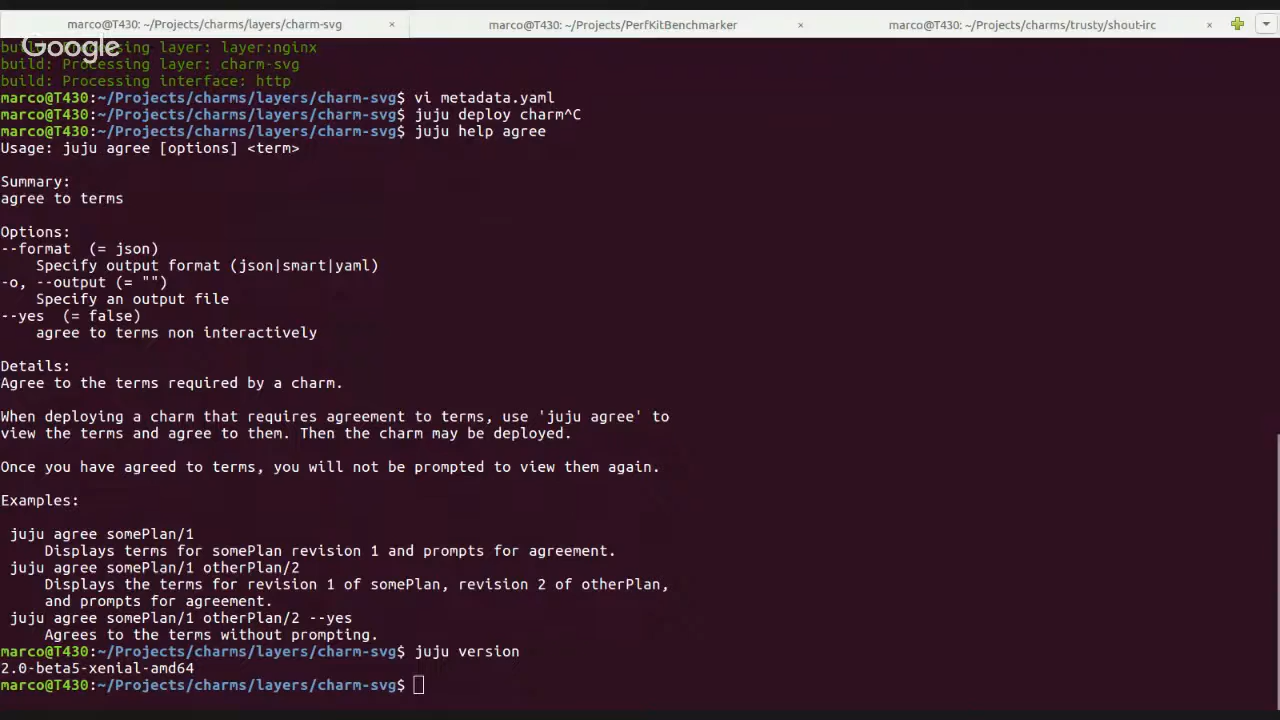 marco@T430: ~/Projects/charms/layers/charm-svg × marco@T430: ~/Projects/PerfKitBenchmarker × marco@T430: ~/Projects/charms/trusty/shout-irc ×
Google
build: Processing layer: layer:nginx
build: Processing layer: charm-svg
build: Processing interface: http
marco@T430:~/Projects/charms/layers/charm-svg$ vi metadata.yaml
marco@T430:~/Projects/charms/layers/charm-svg$ juju deploy charm^C
marco@T430:~/Projects/charms/layers/charm-svg$ juju help agree
Usage: juju agree [options] <term>
Summary:
agree to terms
Options:
--format  (= json)
    Specify output format (json|smart|yaml)
-o, --output (= "")
    Specify an output file
--yes  (= false)
    agree to terms non interactively
Details:
Agree to the terms required by a charm.
When deploying a charm that requires agreement to terms, use 'juju agree' to
view the terms and agree to them. Then the charm may be deployed.
Once you have agreed to terms, you will not be prompted to view them again.
Examples:
 juju agree somePlan/1
     Displays terms for somePlan revision 1 and prompts for agreement.
 juju agree somePlan/1 otherPlan/2
     Displays the terms for revision 1 of somePlan, revision 2 of otherPlan,
     and prompts for agreement.
 juju agree somePlan/1 otherPlan/2 --yes
     Agrees to the terms without prompting.
marco@T430:~/Projects/charms/layers/charm-svg$ juju version
2.0-beta5-xenial-amd64
marco@T430:~/Projects/charms/layers/charm-svg$